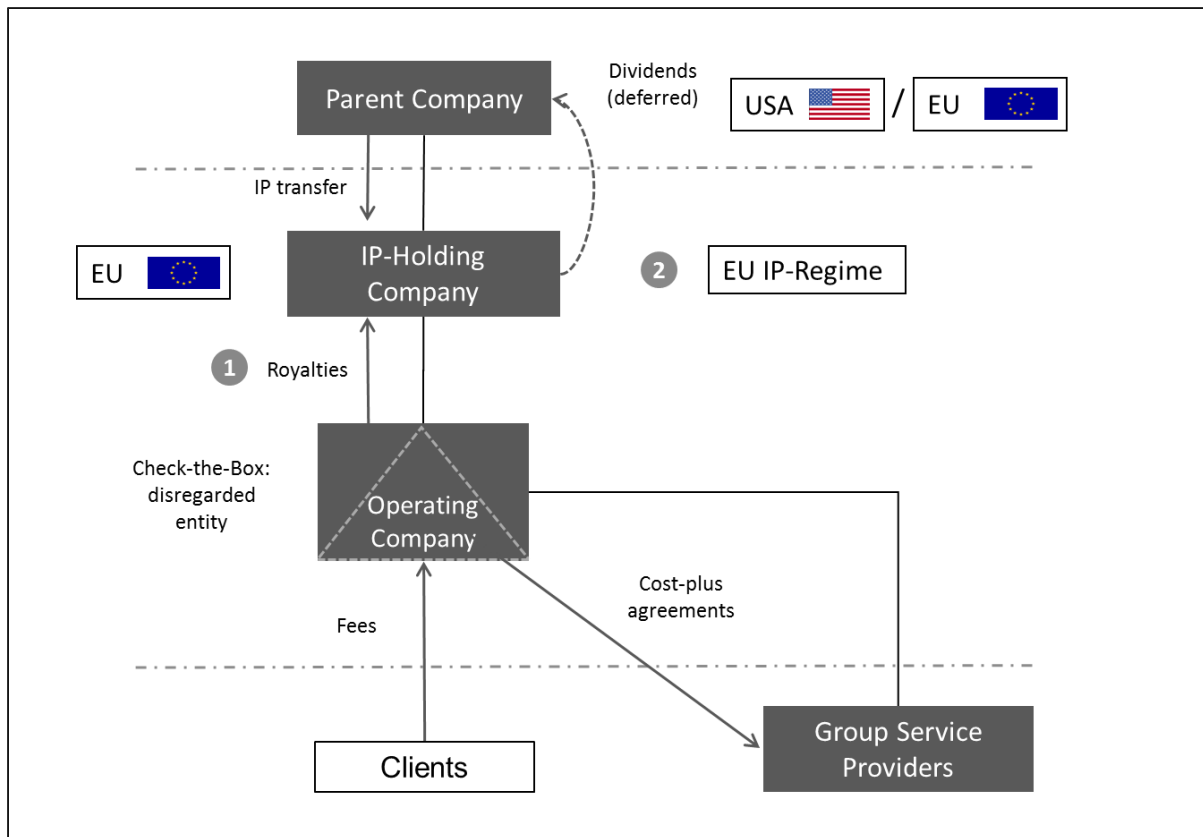 Parent Company
Dividends
(deferred)
USA
/
EU
IP transfer
EU
IP-Holding
Company
2
EU IP-Regime
1
Royalties
Check-the-Box:
disregarded
entity
Operating
Company
Cost-plus
agreements
Fees
Clients
Group Service
Providers